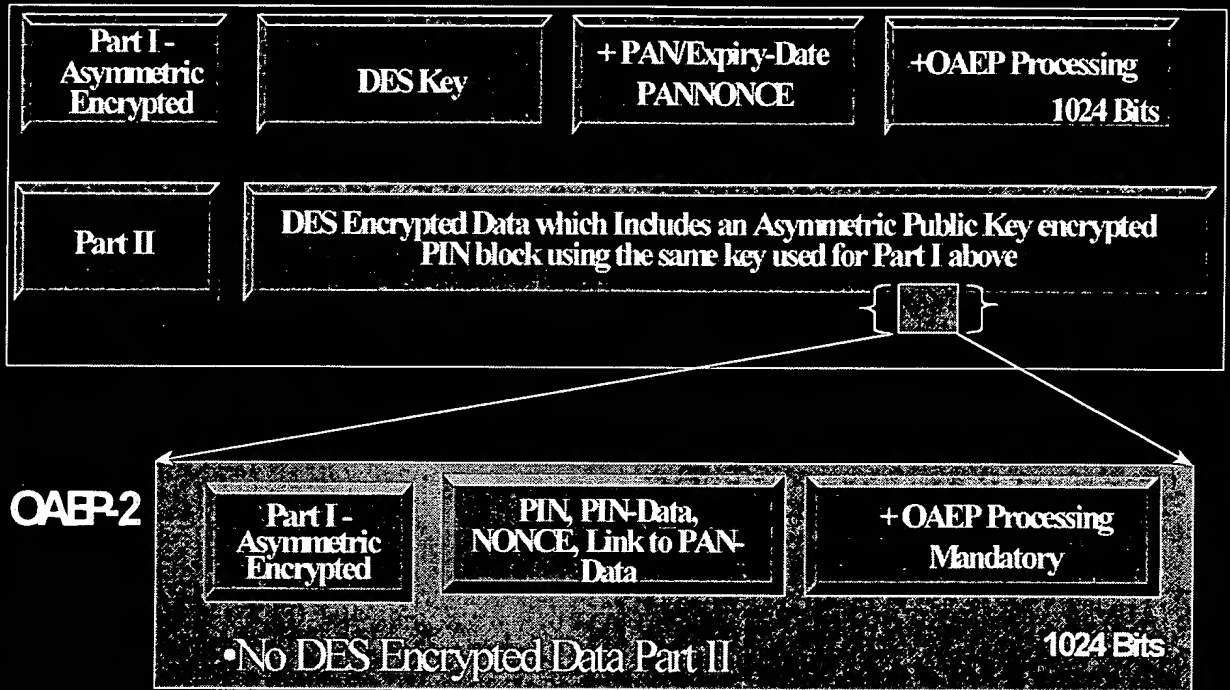 Part I -
Asymmetric
Encrypted
DES Key
+ PAN/Expiry-Date
PANNONCE
+OAEP Processing
1024 Bits
Part II
DES Encrypted Data which Includes an Asymmetric Public Key encrypted
PIN block using the same key used for Part I above
OAEP-2
Part I -
Asymmetric
Encrypted
PIN, PIN-Data,
NONCE, Link to PAN-
Data
+ OAEP Processing
Mandatory
•No DES Encrypted Data Part II
1024 Bits